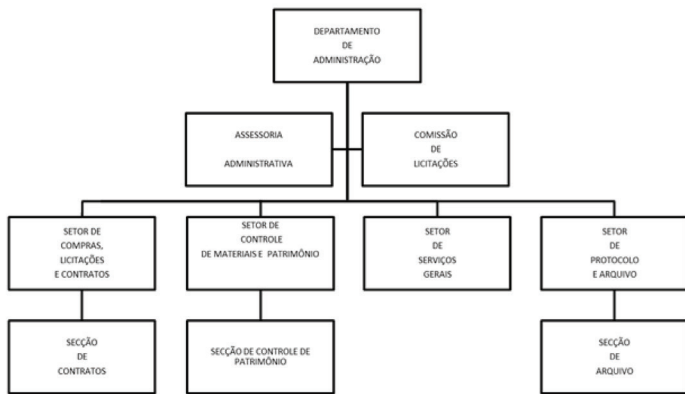 DEPARTAMENTO
DE
ADMINISTRAÇÃO
ASSESSORIA
ADMINISTRATIVA
COMISSÃO
DE
LICITAÇÕES
SETOR DE
COMPRAS,
LICITAÇÕES
E CONTRATOS
SETOR DE
CONTROLE
DE MATERIAIS E PATRIMÔNIO
SETOR
DE
SERVIÇOS
GERAIS
SETOR
DE
PROTOCOLO
E ARQUIVO
SECÇÃO
DE
CONTRATOS
SECÇÃO DE CONTROLE DE
PATRIMÔNIO
SECÇÃO
DE
ARQUIVO